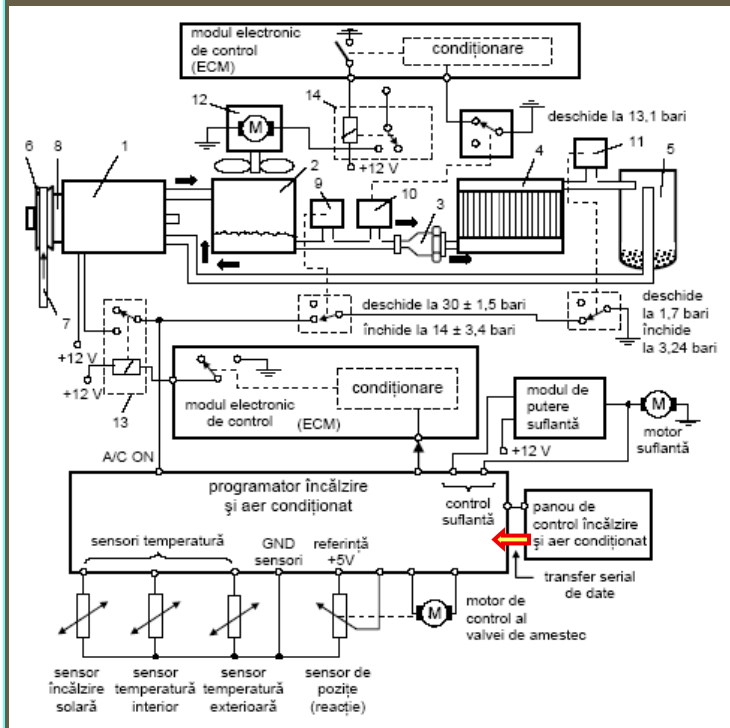 modul electronic
de control
(ECM)
condiționare
12
14
M
deschide la 13,1 bari
+12 V
6
8
1
2
9
10
3
4
11
5
7
deschide la 30 ± 1,5 bari
închide la 14 ± 3,4 bari
deschide
la 1,7 bari
închide
la 3,24 bari
+12 V
+12 V
13
condiționare
modul electronic
de control
(ECM)
modul de
putere
suflantă
M
motor
suflantă
+12 V
A/C ON
programator încălzire
și aer condiționat
control
suflantă
panou de
control încălzire
și aer condiționat
sensori temperatură
GND
sensori
referință
+5V
transfer serial
de date
M
motor de
control al
valvei de amestec
sensor
încălzire
solară
sensor
temperatură
interior
sensor
temperatură
exterioară
sensor de
pozițe
(reacție)